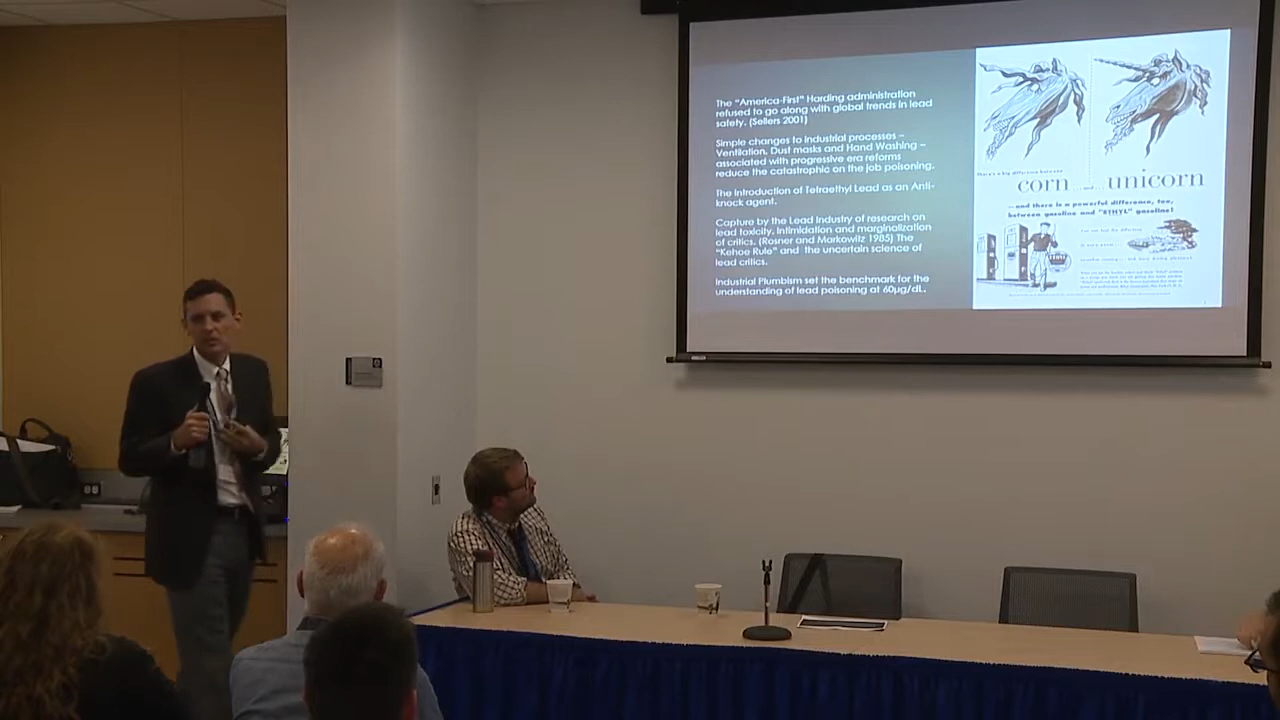 The "America-First" Harding administration
refused to go along with global trends in lead
safety. (Sellers 2001)
Simple changes to industrial processes –
Ventilation, Dust masks and Hand Washing –
associated with progressive era reforms
reduce the catastrophic on the job poisoning.
The introduction of Tetraethyl Lead as an Anti-
knock agent.
Capture by the Lead Industry of research on
lead toxicity. Intimidation and marginalization
of critics. (Rosner and Markowitz 1985) The
"Kehoe Rule" and the uncertain science of
lead critics.
Industrial Plumbism set the benchmark for the
understanding of lead poisoning at 60µg/dL.
There's a big difference between
corn and unicorn
—and there is a powerful difference, too,
between gasoline and "ETHYL" gasoline!